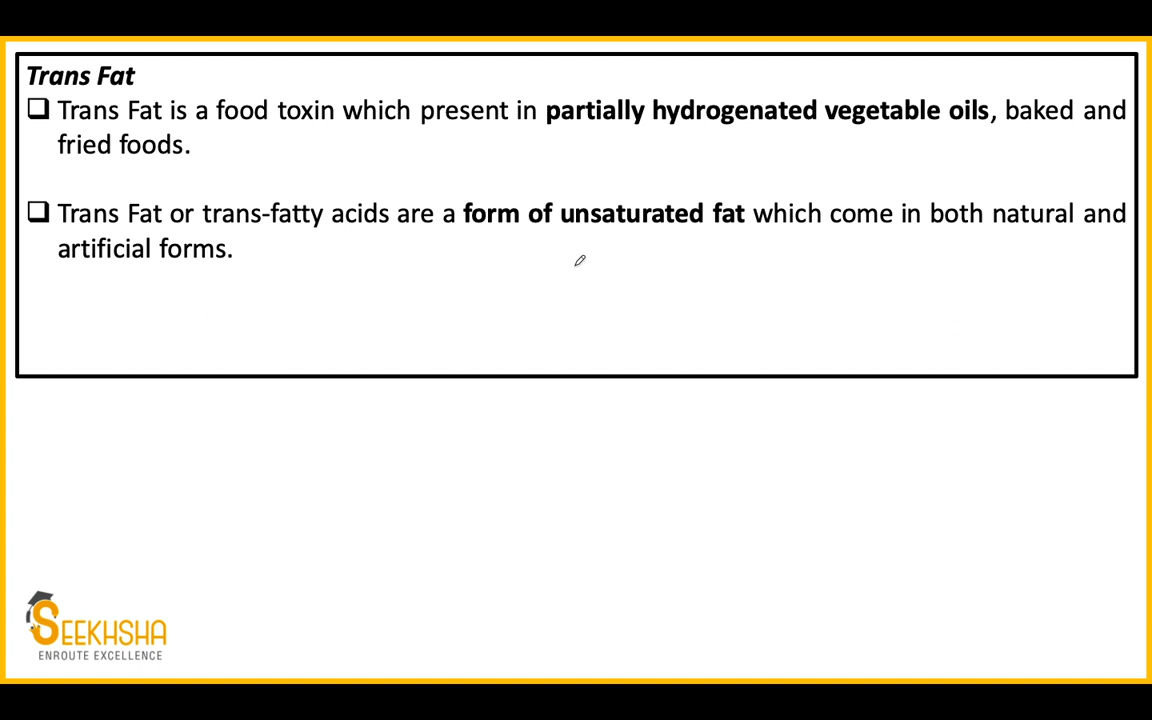 Trans Fat
❑ Trans Fat is a food toxin which present in partially hydrogenated vegetable oils, baked and
fried foods.
❑ Trans Fat or trans-fatty acids are a form of unsaturated fat which come in both natural and
artificial forms.
SEEKHSHA
ENROUTE EXCELLENCE